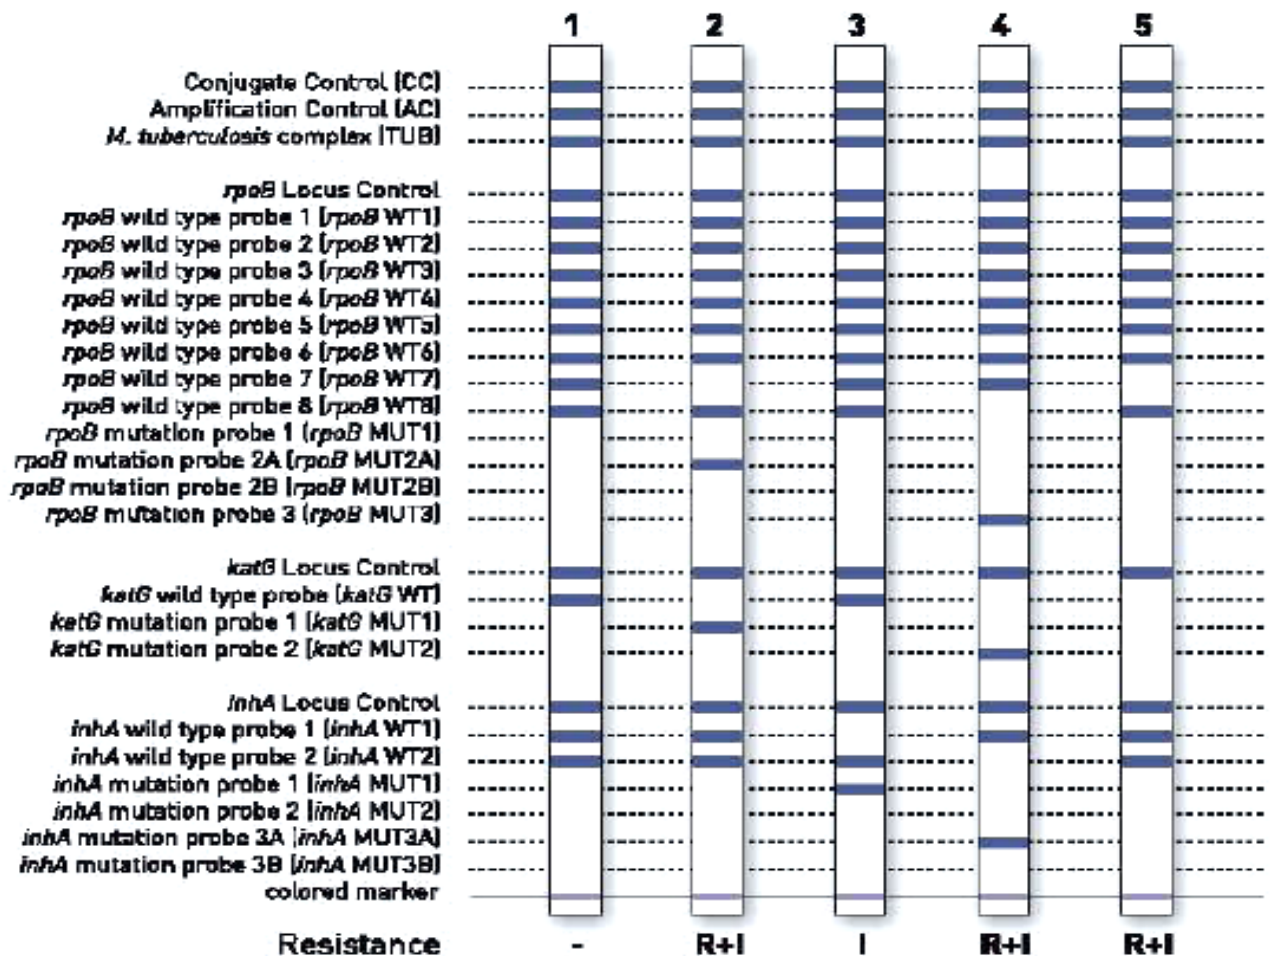 1 2 3 4 5
Conjugate Control (CC)
Amplification Control (AC)
M. tuberculosis complex (TUB)
rpoB Locus Control
rpoB wild type probe 1 (rpoB WT1)
rpoB wild type probe 2 (rpoB WT2)
rpoB wild type probe 3 (rpoB WT3)
rpoB wild type probe 4 (rpoB WT4)
rpoB wild type probe 5 (rpoB WT5)
rpoB wild type probe 6 (rpoB WT6)
rpoB wild type probe 7 (rpoB WT7)
rpoB wild type probe 8 (rpoB WT8)
rpoB mutation probe 1 (rpoB MUT1)
rpoB mutation probe 2A (rpoB MUT2A)
rpoB mutation probe 2B (rpoB MUT2B)
rpoB mutation probe 3 (rpoB MUT3)
katG Locus Control
katG wild type probe (katG WT)
katG mutation probe 1 (katG MUT1)
katG mutation probe 2 (katG MUT2)
inhA Locus Control
inhA wild type probe 1 (inhA WT1)
inhA wild type probe 2 (inhA WT2)
inhA mutation probe 1 (inhA MUT1)
inhA mutation probe 2 (inhA MUT2)
inhA mutation probe 3A (inhA MUT3A)
inhA mutation probe 3B (inhA MUT3B)
colored marker
Resistance - R+I I R+I R+I